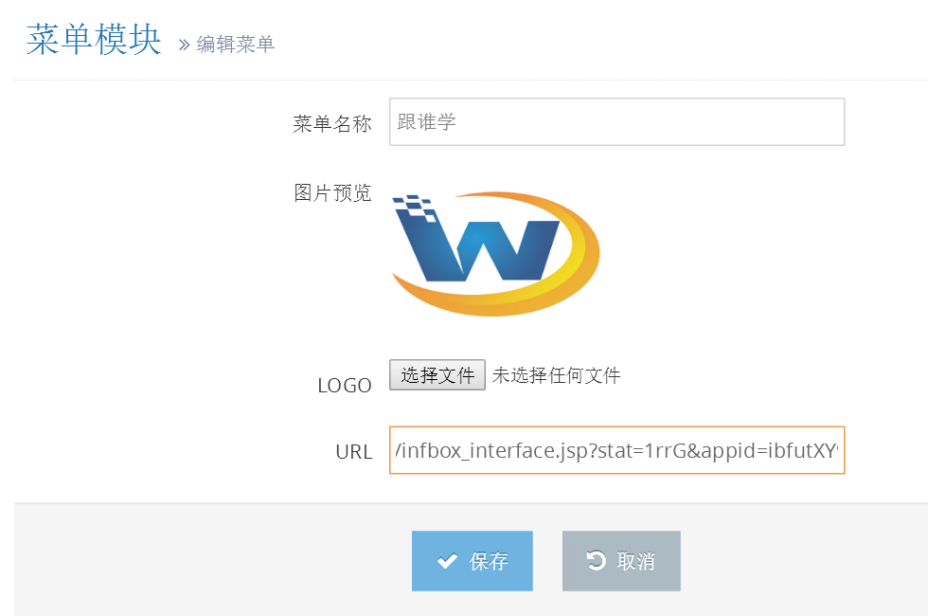 菜单模块 » 编辑菜单
菜单名称 跟谁学
图片预览
W
LOGO 选择文件 未选择任何文件
URL /infbox_interface.jsp?stat=1rrG&appid=ibfutXY
保存 取消